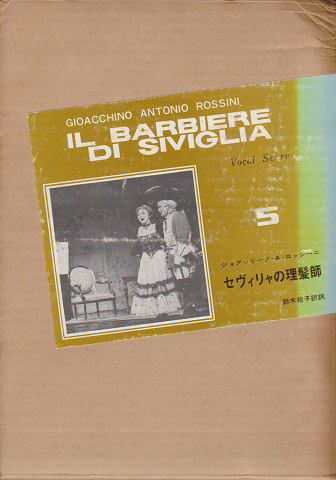 GIOACCHINO ANTONIO ROSSINI
IL BARBIERE
DI SIVIGLIA
Vocal Score
5
ジョアッキーノ・A・ロッシーニ
セヴィリャの理髪師
鈴木松子訳詞